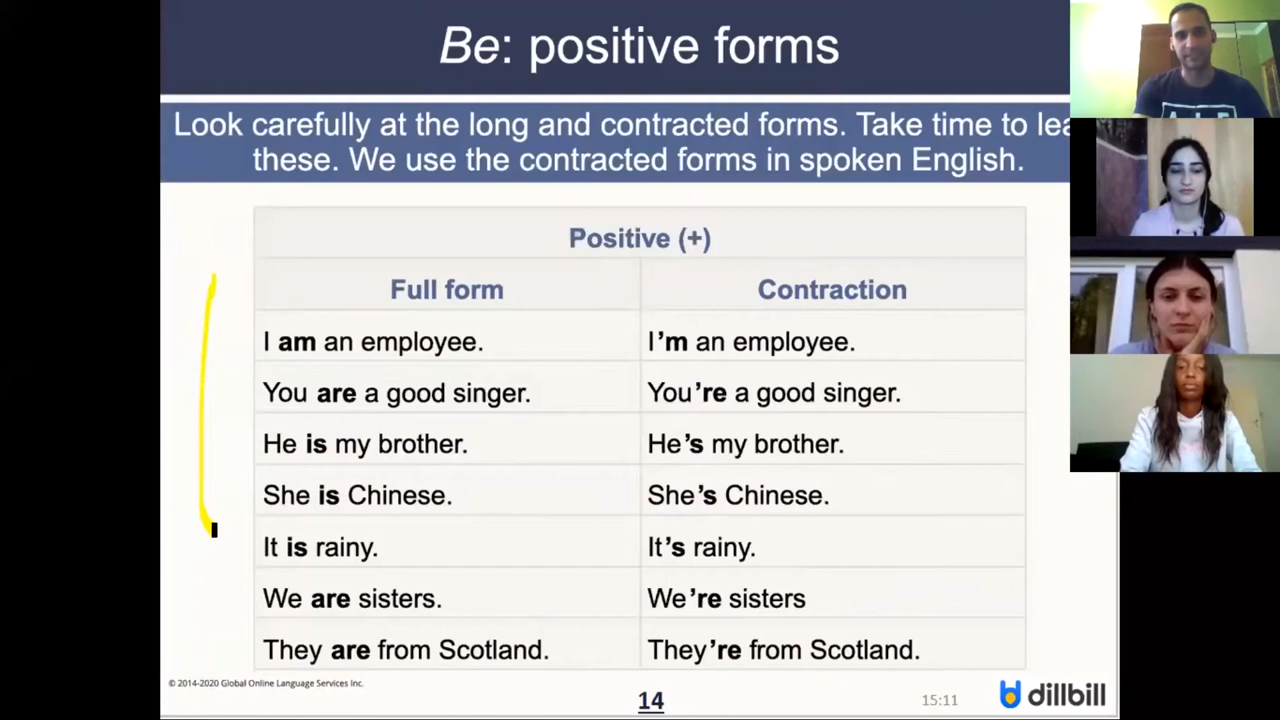 Be: positive forms
Look carefully at the long and contracted forms. Take time to lea
these. We use the contracted forms in spoken English.
Positive (+)
Full form Contraction
I am an employee. I’m an employee.
You are a good singer. You’re a good singer.
He is my brother. He’s my brother.
She is Chinese. She’s Chinese.
It is rainy. It’s rainy.
We are sisters. We’re sisters
They are from Scotland. They’re from Scotland.
© 2014-2020 Global Online Language Services Inc.
14
15:11
dillbill